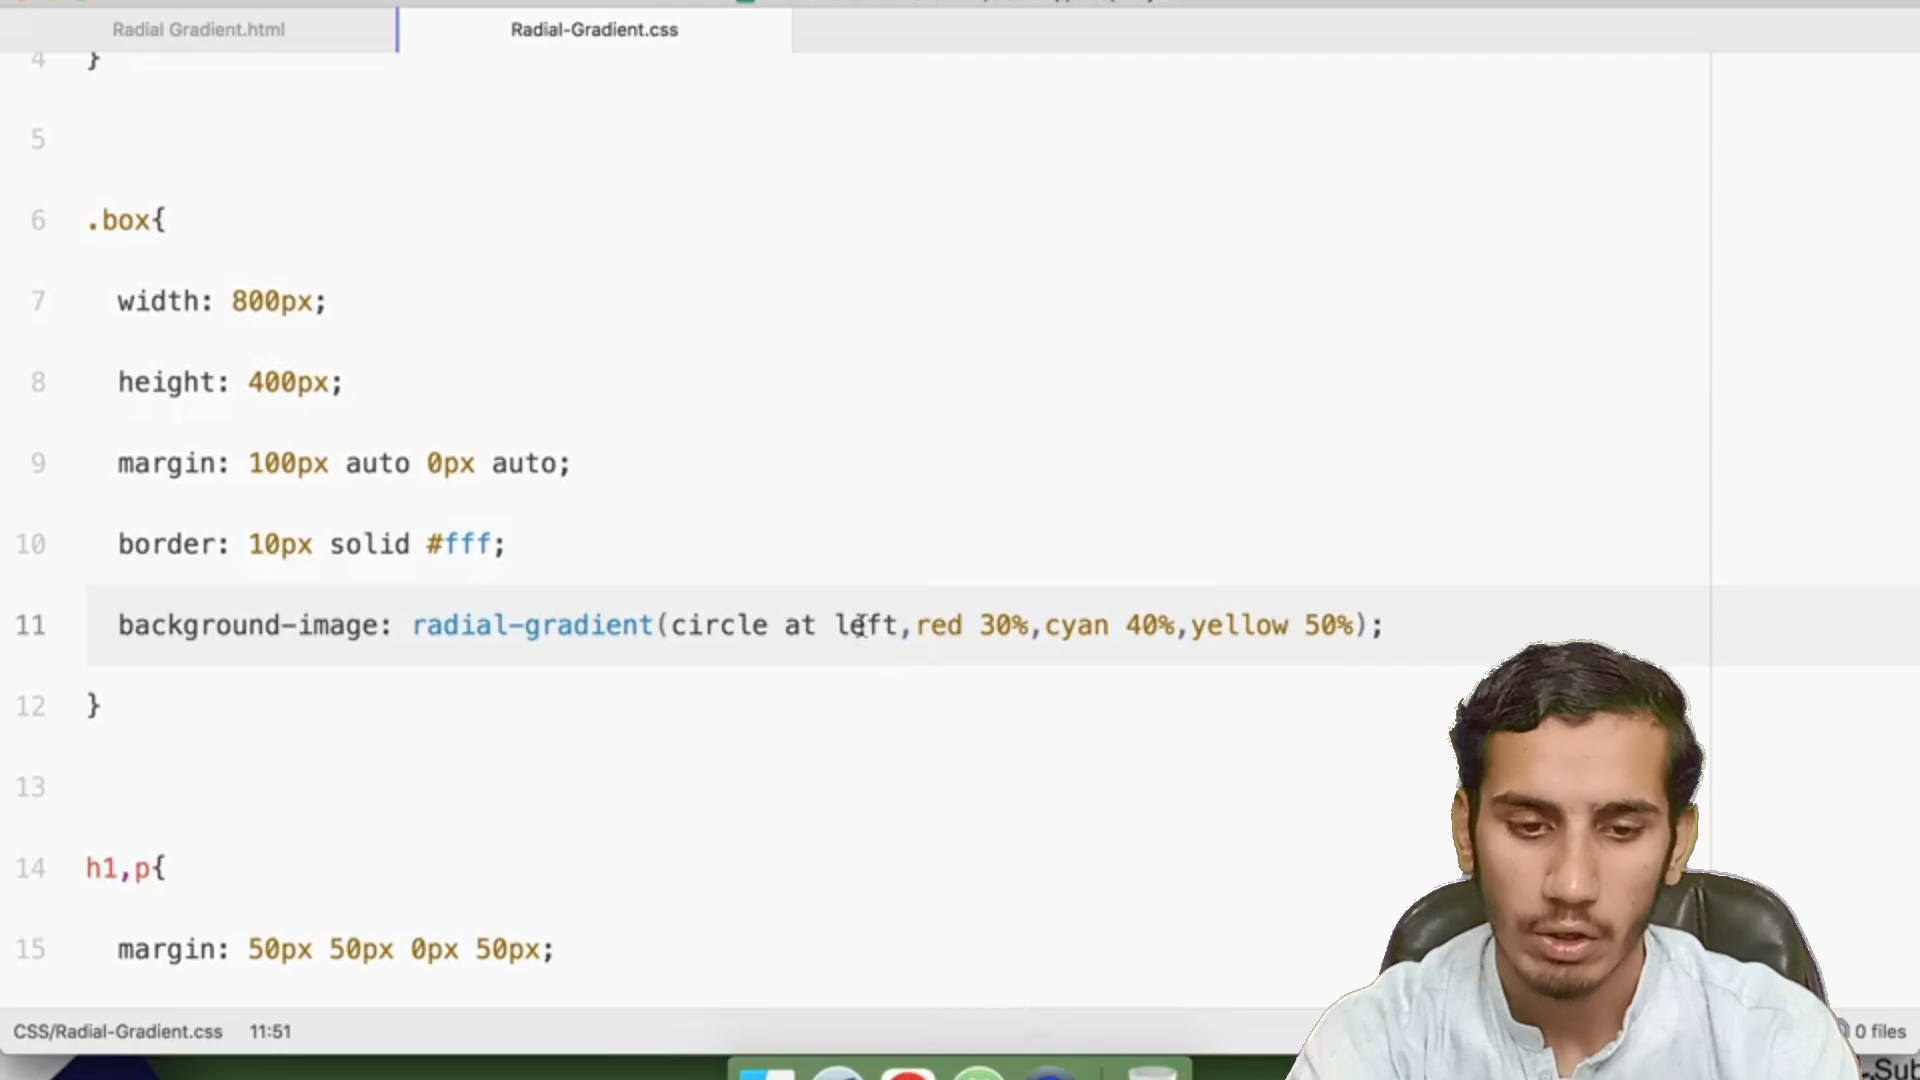 Radial Gradient.html
Radial-Gradient.css
4 }
5
6 .box{
7 width: 800px;
8 height: 400px;
9 margin: 100px auto 0px auto;
10 border: 10px solid #fff;
11 background-image: radial-gradient(circle at left,red 30%,cyan 40%,yellow 50%);
12 }
13
14 h1,p{
15 margin: 50px 50px 0px 50px;
CSS/Radial-Gradient.css 11:51
0 files
Sub